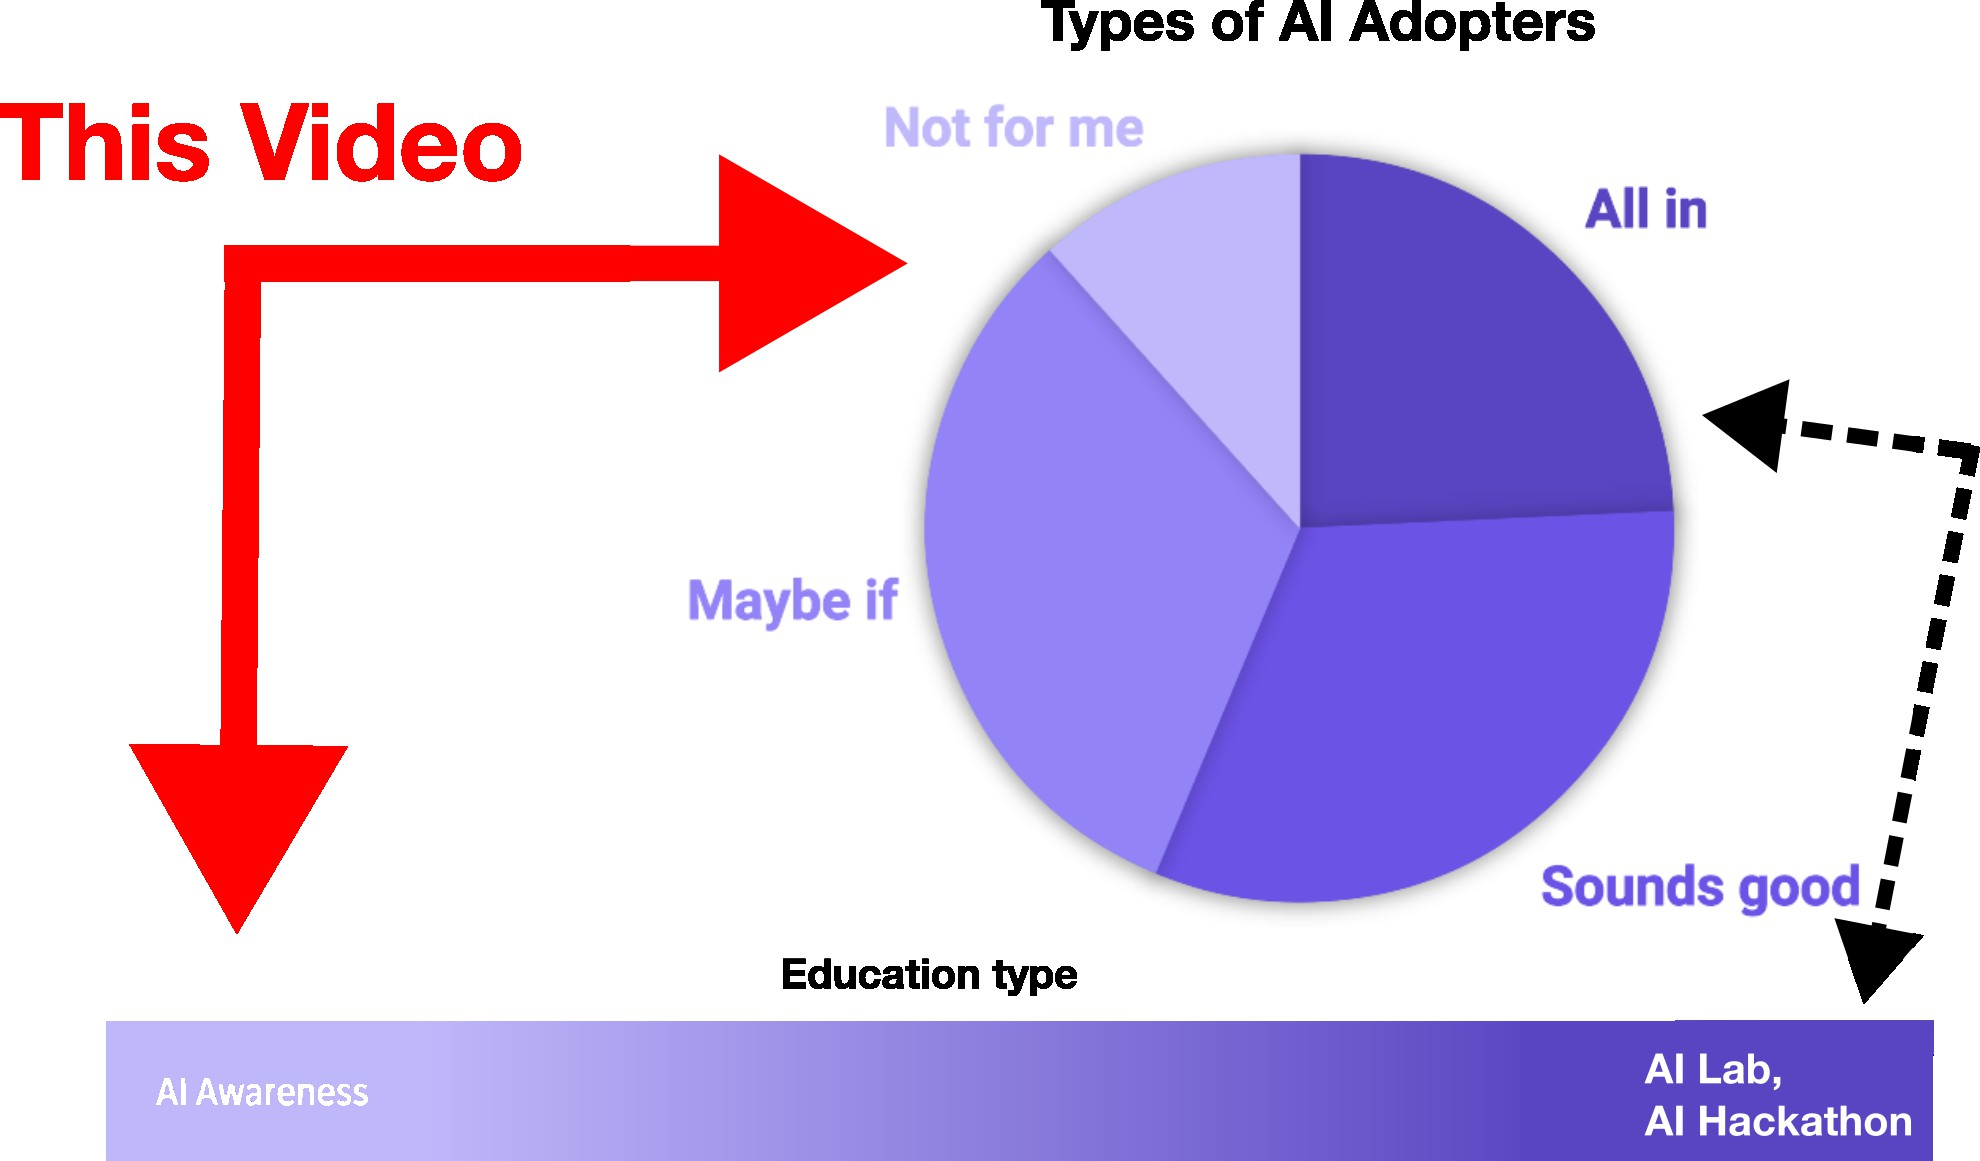 Types of AI Adopters
This Video
Not for me
All in
Maybe if
Sounds good
Education type
AI Awareness
AI Lab,
AI Hackathon